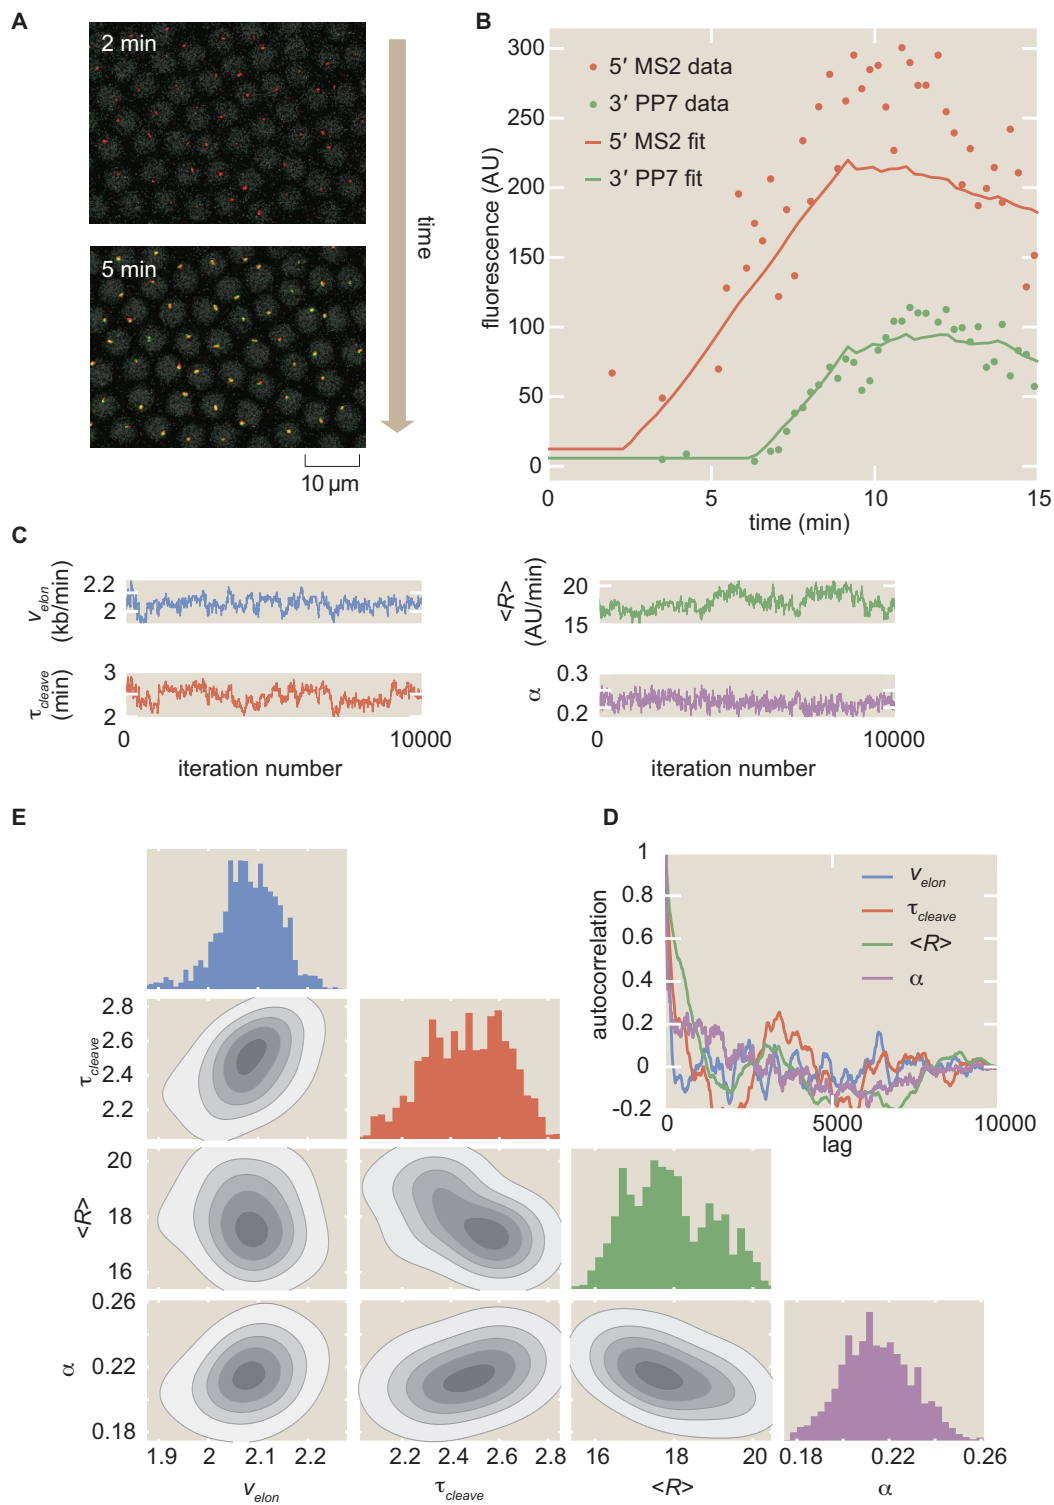 A
2 min
5 min
time
10 µm
B
300
250
200
150
100
50
0
fluorescence (AU)
5′ MS2 data
3′ PP7 data
5′ MS2 fit
3′ PP7 fit
0
5
10
15
time (min)
C
2.2
2
v_elon
(kb/min)
3
2
τ_cleave
(min)
0
10000
iteration number
20
15
<R>
(AU/min)
0.3
0.2
α
0
10000
iteration number
E
D
1
0.8
0.6
0.4
0.2
0
-0.2
autocorrelation
v_elon
τ_cleave
<R>
α
0
5000
10000
lag
2.8
2.6
2.4
2.2
τ_cleave
20
18
16
<R>
0.26
0.22
0.18
α
1.9
2
2.1
2.2
v_elon
2.2
2.4
2.6
2.8
τ_cleave
16
18
20
<R>
0.18
0.22
0.26
α